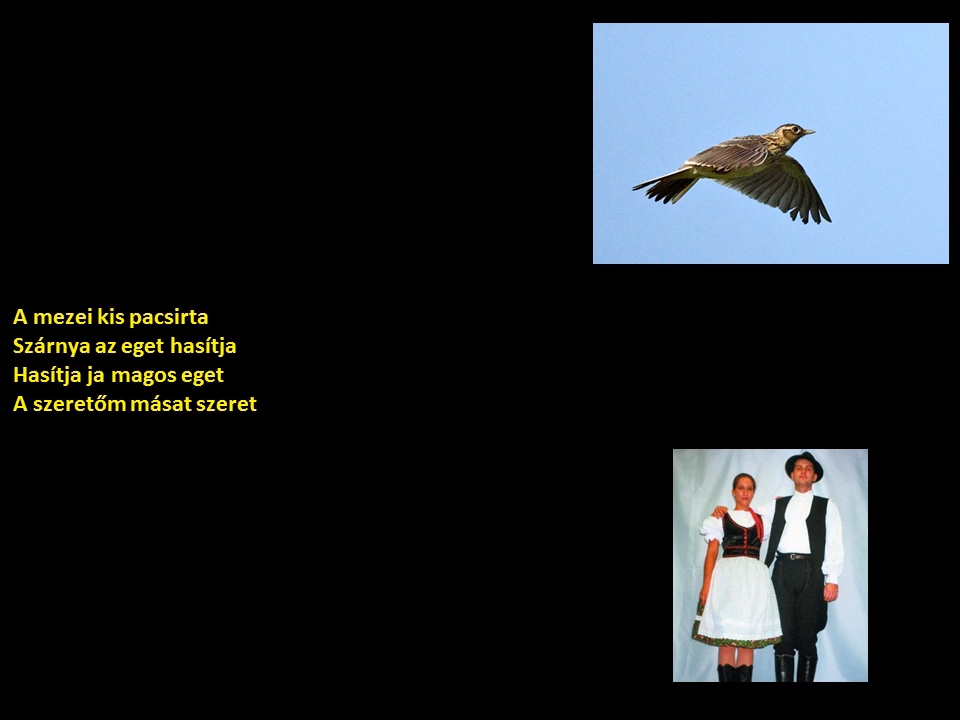 A mezei kis pacsirta
Szárnya az eget hasítja
Hasítja ja magos eget
A szeretőm másat szeret